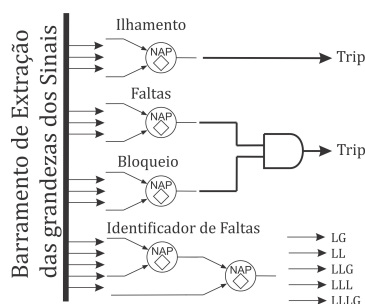 Barramento de Extração
das grandezas dos Sinais
Ilhamento
NAP
Trip
Faltas
NAP
Trip
Bloqueio
NAP
Identificador de Faltas
NAP
NAP
LG
LL
LLG
LLL
LLLG